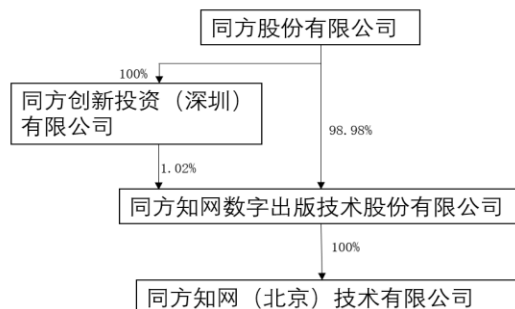 同方股份有限公司
100%
同方创新投资（深圳）
有限公司
98.98%
1.02%
同方知网数字出版技术股份有限公司
100%
同方知网（北京）技术有限公司